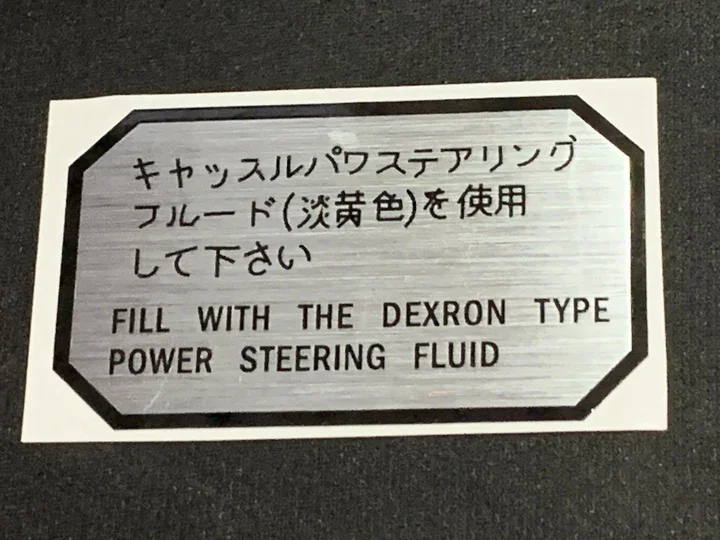 キャッスルパワステアリング
フルード(淡黄色)を使用
して下さい
FILL WITH THE DEXRON TYPE
POWER STEERING FLUID